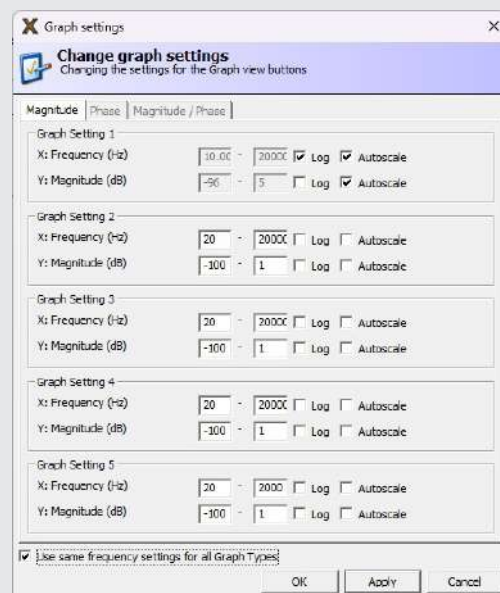 Graph settings
Change graph settings
Changing the settings for the Graph view buttons
Magnitude Phase Magnitude / Phase
Graph Setting 1
X: Frequency (Hz) 10.00 - 2000 Log Autoscale
Y: Magnitude (dB) -96 - 5 Log Autoscale
Graph Setting 2
X: Frequency (Hz) 20 - 2000 Log Autoscale
Y: Magnitude (dB) -100 - 1 Log Autoscale
Graph Setting 3
X: Frequency (Hz) 20 - 2000 Log Autoscale
Y: Magnitude (dB) -100 - 1 Log Autoscale
Graph Setting 4
X: Frequency (Hz) 20 - 2000 Log Autoscale
Y: Magnitude (dB) -100 - 1 Log Autoscale
Graph Setting 5
X: Frequency (Hz) 20 - 2000 Log Autoscale
Y: Magnitude (dB) -100 - 1 Log Autoscale
Use same frequency settings for all Graph Types
OK Apply Cancel